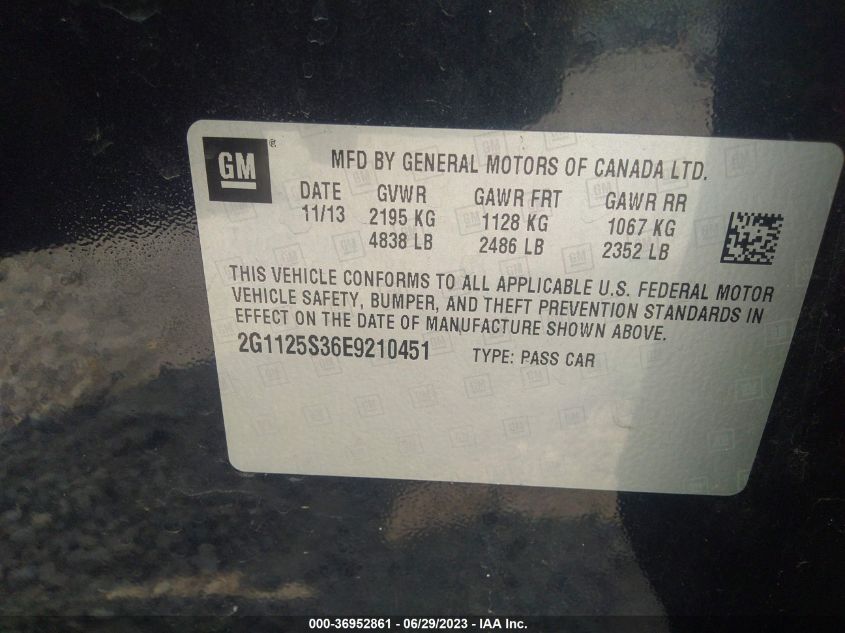 GM ®
MFD BY GENERAL MOTORS OF CANADA LTD.
DATE GVWR GAWR FRT GAWR RR
11/13 2195 KG 1128 KG 1067 KG
4838 LB 2486 LB 2352 LB
THIS VEHICLE CONFORMS TO ALL APPLICABLE U.S. FEDERAL MOTOR
VEHICLE SAFETY, BUMPER, AND THEFT PREVENTION STANDARDS IN
EFFECT ON THE DATE OF MANUFACTURE SHOWN ABOVE.
2G1125S36E9210451 TYPE: PASS CAR
000-36952861 - 06/29/2023 - IAA Inc.